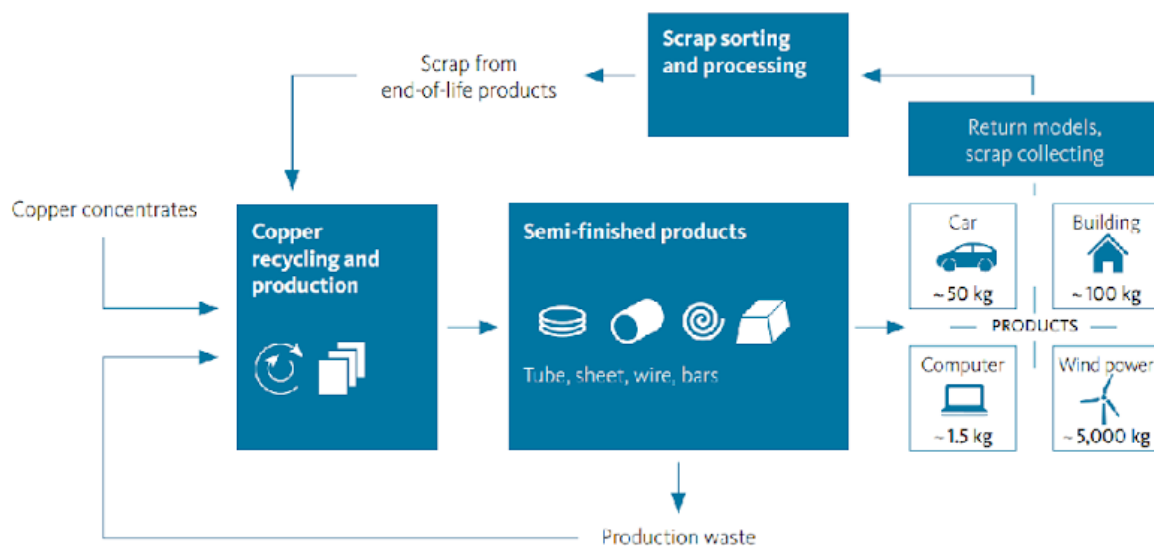 Scrap sorting
and processing
Scrap from
end-of-life products
Return models,
scrap collecting
Copper concentrates
Copper
recycling and
production
Semi-finished products
Tube, sheet, wire, bars
Car
~50 kg
Building
~100 kg
PRODUCTS
Computer
~1.5 kg
Wind power
~5,000 kg
Production waste